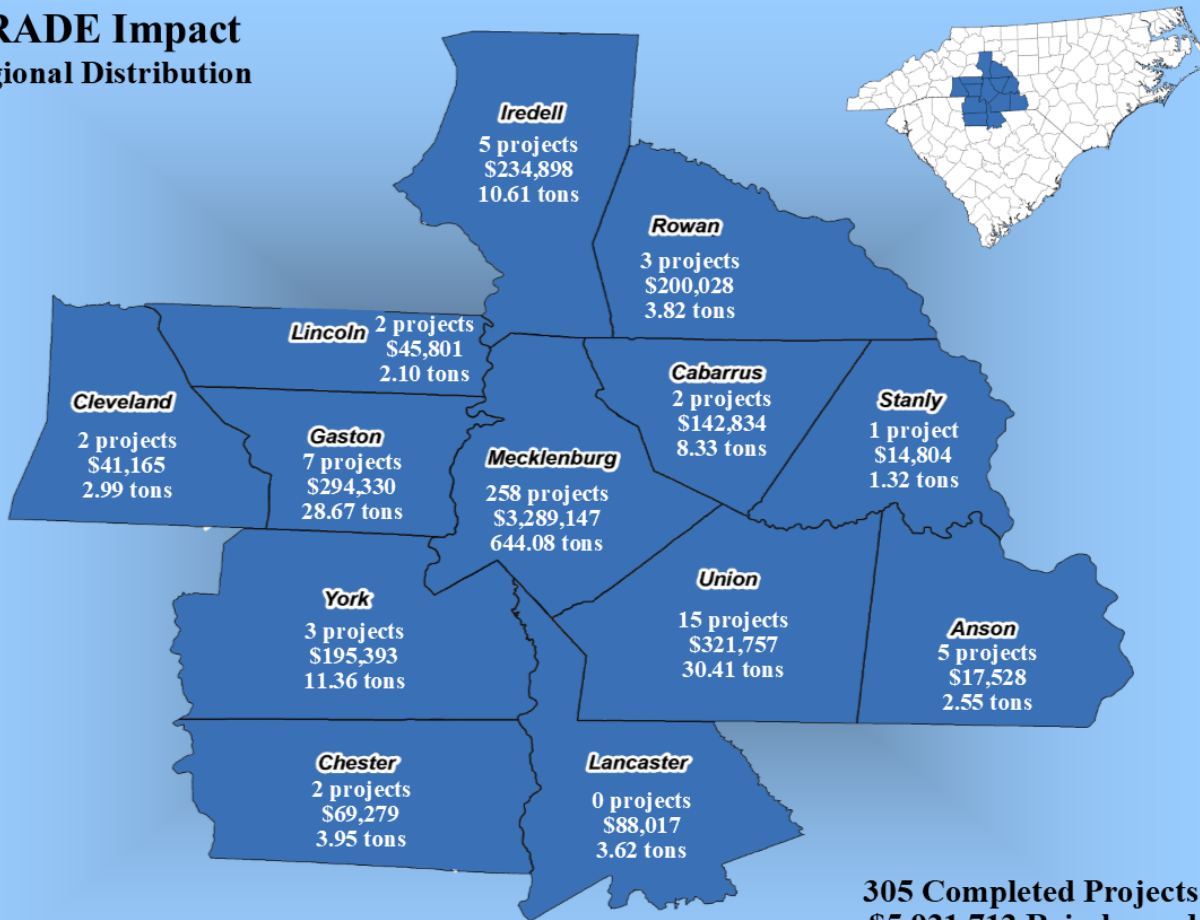 RADE Impact
gional Distribution
Iredell
5 projects
$234,898
10.61 tons
Rowan
3 projects
$200,028
3.82 tons
Lincoln
2 projects
$45,801
2.10 tons
Cleveland
2 projects
$41,165
2.99 tons
Gaston
7 projects
$294,330
28.67 tons
Mecklenburg
258 projects
$3,289,147
644.08 tons
Cabarrus
2 projects
$142,834
8.33 tons
Stanly
1 project
$14,804
1.32 tons
York
3 projects
$195,393
11.36 tons
Union
15 projects
$321,757
30.41 tons
Anson
5 projects
$17,528
2.55 tons
Chester
2 projects
$69,279
3.95 tons
Lancaster
0 projects
$88,017
3.62 tons
305 Completed Projects